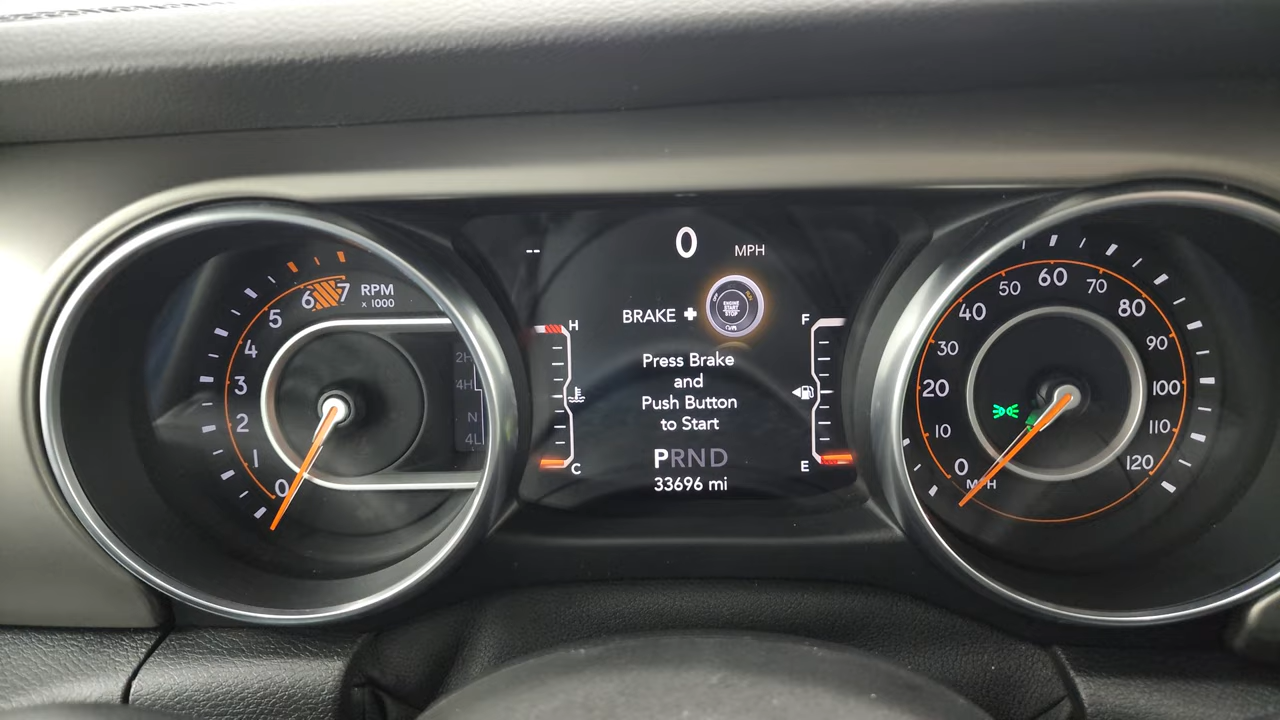 0 MPH
--
BRAKE +
ENGINE
START
STOP
Press Brake
and
Push Button
to Start
PRND
33696 mi
H
C
F
E
0
1
2
3
4
5
6
7
RPM
x 1000
2H
4H
N
4L
0
10
20
30
40
50
60
70
80
90
100
110
120
MPH